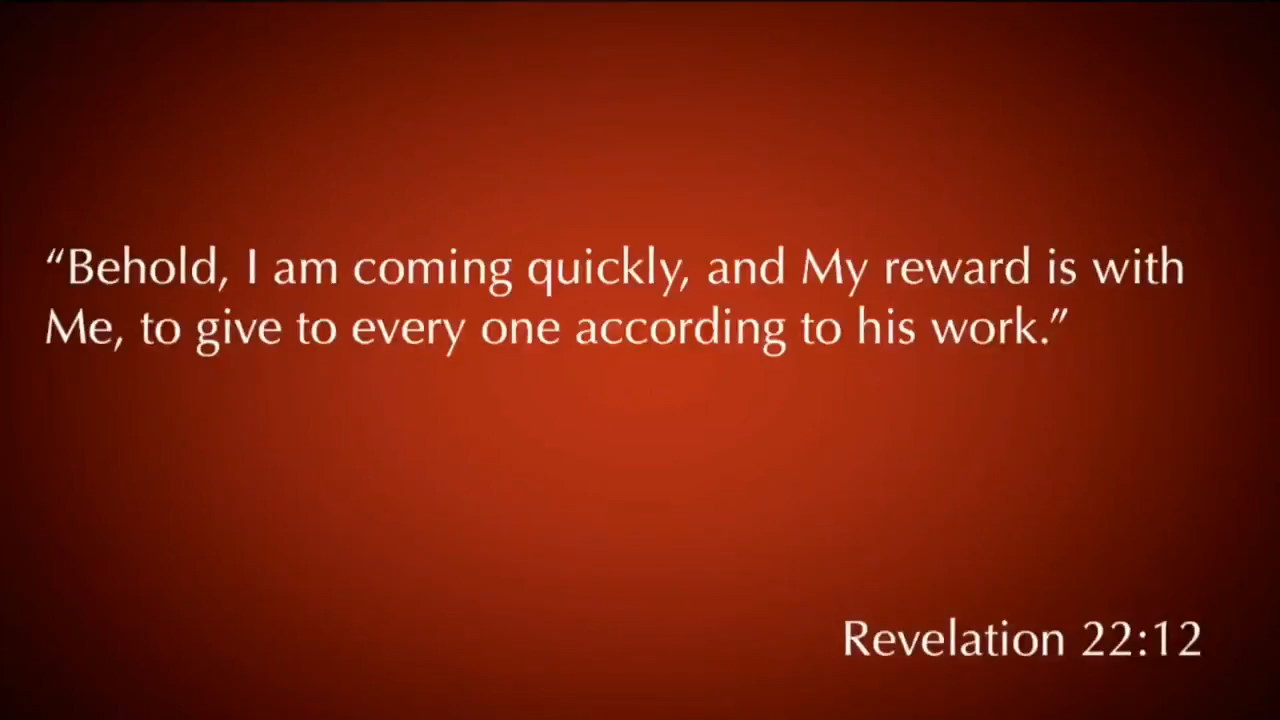 “Behold, I am coming quickly, and My reward is with
Me, to give to every one according to his work.”
Revelation 22:12